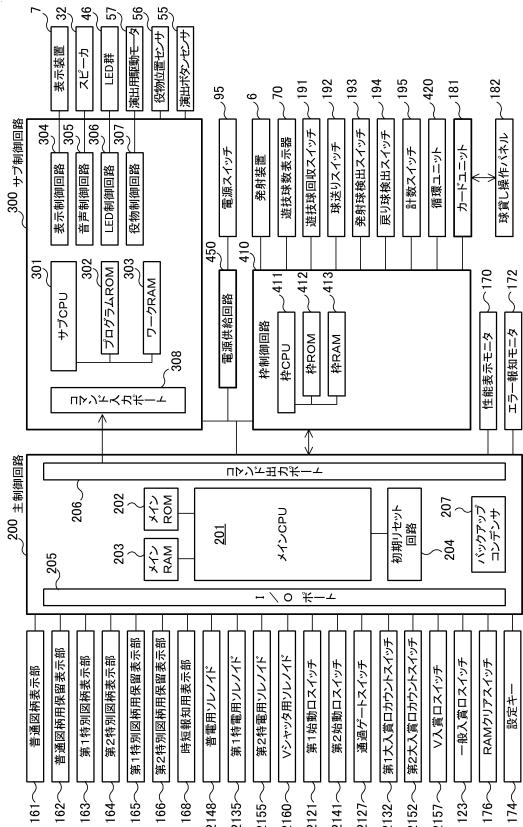 200 主制御回路
205
I/Oポート
203
メイン
RAM
202
メイン
ROM
201
メインCPU
初期リセット
回路
204
207
バックアップ
コンデンサ
206
コマンド出力ポート
161 普通図柄表示部
162 普通図柄用保留表示部
163 第1特別図柄表示部
164 第2特別図柄表示部
165 第1特別図柄用保留表示部
166 第2特別図柄用保留表示部
168 時短報知用表示部
2148 普電用ソレノイド
2135 第1特電用ソレノイド
2155 第2特電用ソレノイド
2160 Vシャッタ用ソレノイド
2121 第1始動口スイッチ
2141 第2始動口スイッチ
2127 通過ゲートスイッチ
2132 第1大入賞口カウントスイッチ
2152 第2大入賞口カウントスイッチ
2157 V入賞口スイッチ
2123 一般入賞口スイッチ
176 RAMクリアスイッチ
174 設定キー
300 サブ制御回路
コマンド入力ポート
308
301
サブCPU
302
プログラムROM
303
ワークRAM
304
表示制御回路
305
音声制御回路
306
LED制御回路
307
役物制御回路
7
表示装置
32
スピーカ
46
LED群
57
演出用駆動モータ
56
役物位置センサ
55
演出ボタンセンサ
450
電源供給回路
95
電源スイッチ
410
枠制御回路
411
枠CPU
412
枠ROM
413
枠RAM
6
発射装置
70
遊技球数表示器
191
遊技球回収スイッチ
192
球送りスイッチ
193
発射球検出スイッチ
194
戻り球検出スイッチ
195
計数スイッチ
420
循環ユニット
181
カードユニット
182
球貸し操作パネル
性能表示モニタ
170
エラー報知モニタ
172